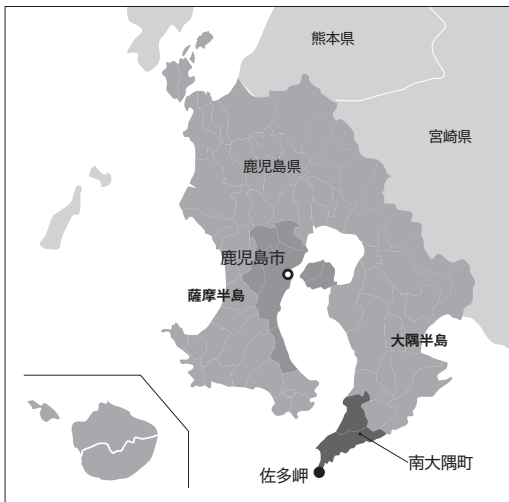 熊本県
宮崎県
鹿児島県
鹿児島市
薩摩半島
大隅半島
南大隅町
佐多岬